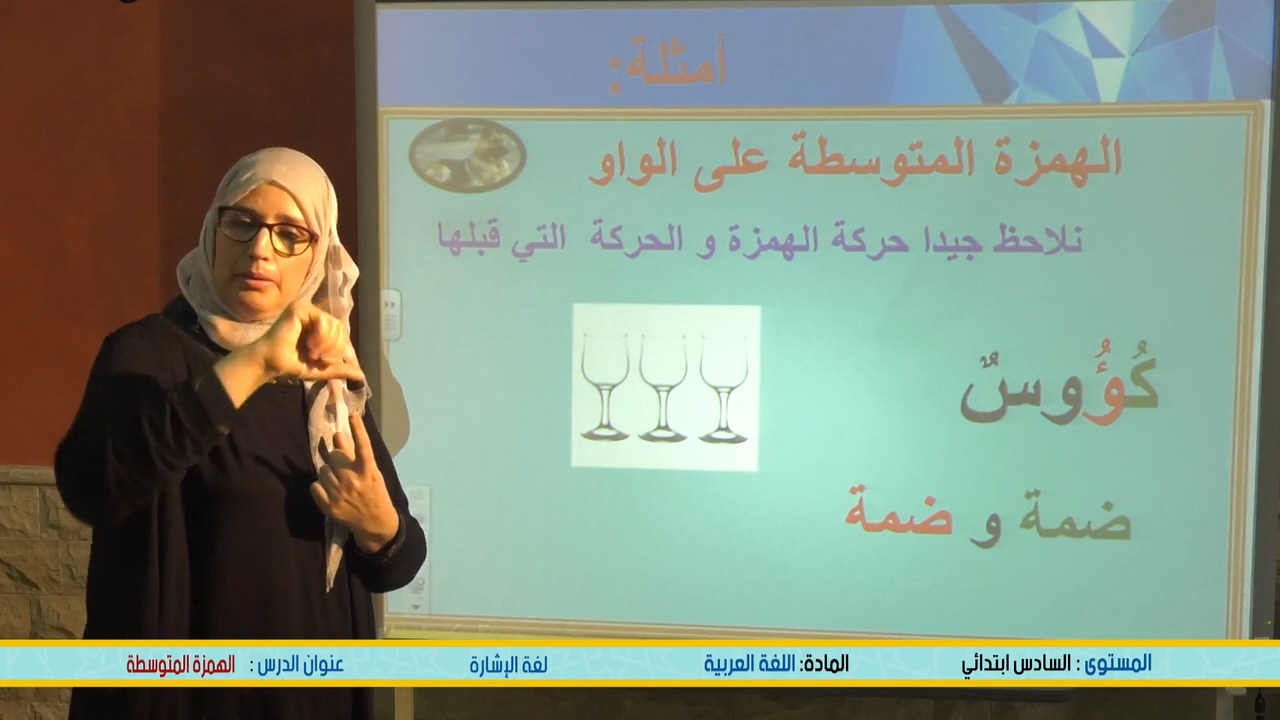 أمثلة:
الهمزة المتوسطة على الواو
نلاحظ جيدا حركة الهمزة و الحركة التي قبلها
كُؤُوسٌ
ضمة و ضمة
المستوى : السادس ابتدائي المادة: اللغة العربية لغة الإشارة عنوان الدرس : الهمزة المتوسطة